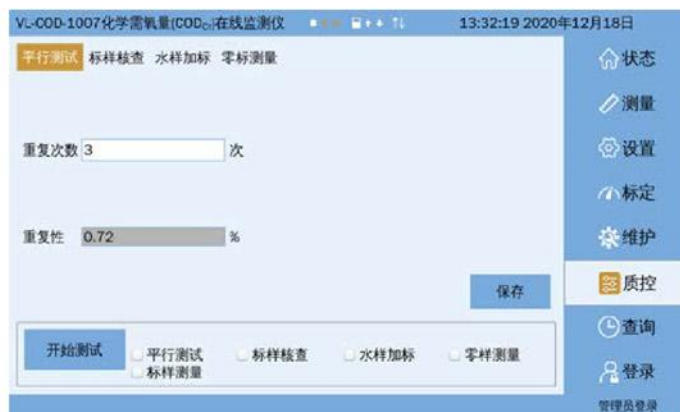 VL-COD-1007化学需氧量(CODCr)在线监测仪 13:32:19 2020年12月18日
平行测试 标样核查 水样加标 零标测量
重复次数 3 次
重复性 0.72 %
保存
开始测试
平行测试 标样核查 水样加标 零样测量
标样测量
状态
测量
设置
标定
维护
质控
查询
登录
管理员登录